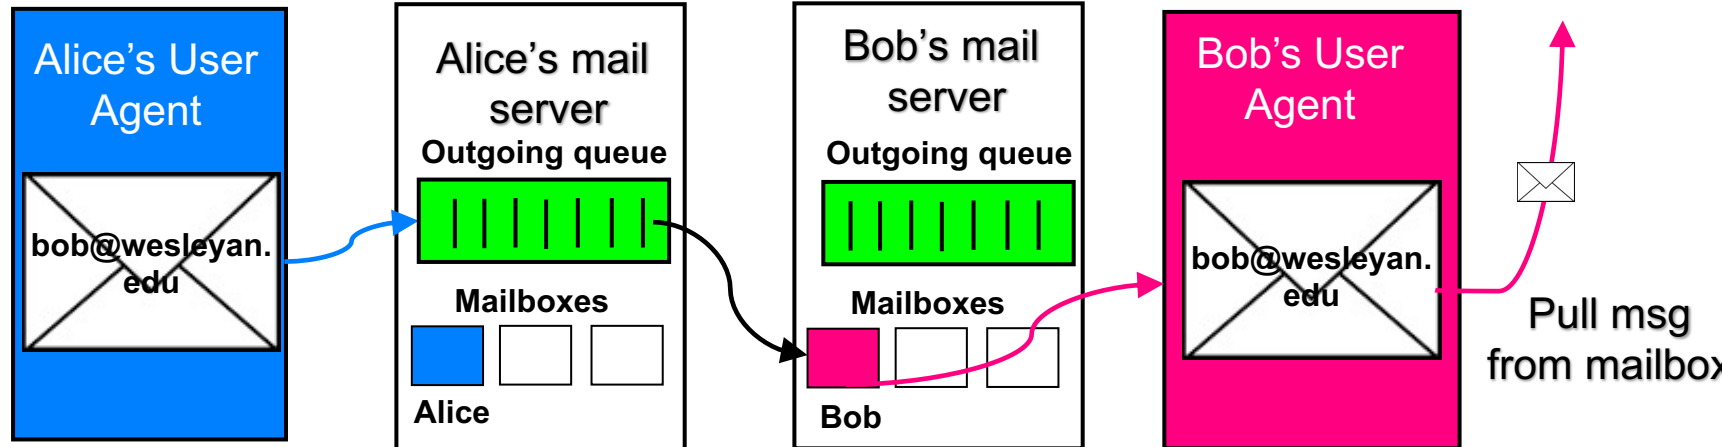 Alice's User
Agent
bob@wesleyan.
edu
Alice's mail
server
Outgoing queue
Mailboxes
Alice
Bob's mail
server
Outgoing queue
Mailboxes
Bob
Bob's User
Agent
bob@wesleyan.
edu
Pull msg
from mailbox